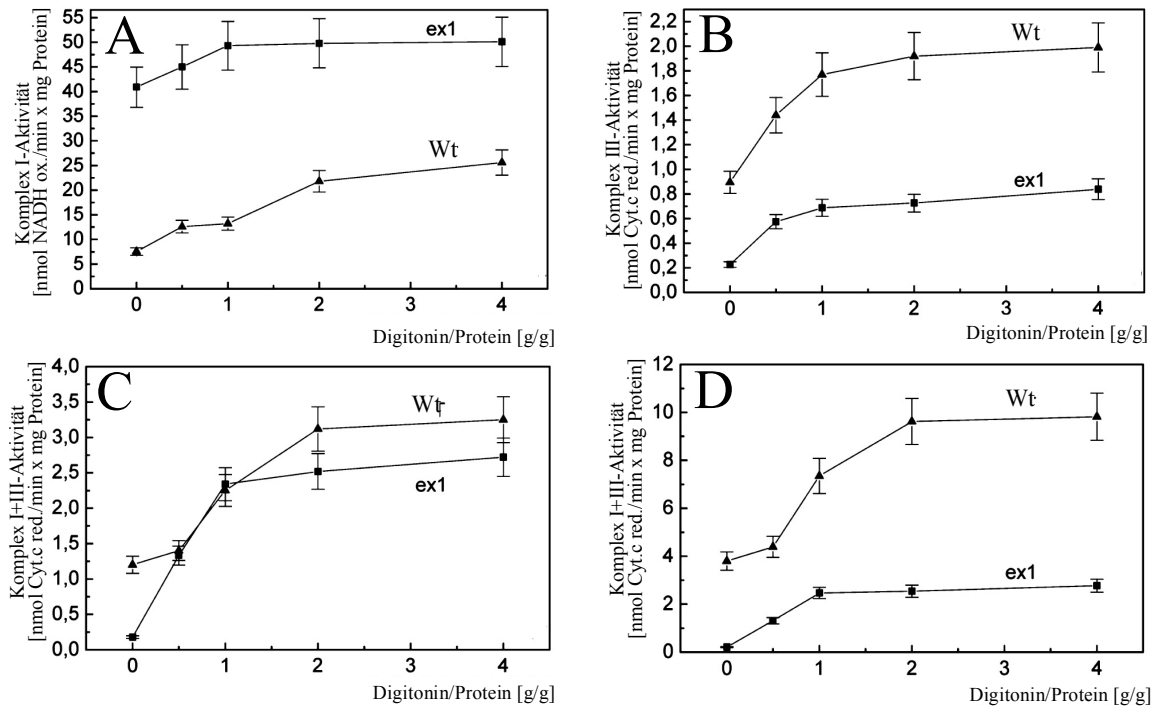 A
55
50
45
40
35
30
25
20
15
10
5
0
Komplex I-Aktivität
[nmol NADH ox./min x mg Protein]
ex1
Wt
0
1
2
3
4
Digitonin/Protein [g/g]
B
2,2
2,0
1,8
1,6
1,4
1,2
1,0
0,8
0,6
0,4
0,2
0,0
Komplex III-Aktivität
[nmol Cyt.c red./min x mg Protein]
Wt
ex1
0
1
2
3
4
Digitonin/Protein [g/g]
C
4,0
3,5
3,0
2,5
2,0
1,5
1,0
0,5
0,0
Komplex I+III-Aktivität
[nmol Cyt.c red./min x mg Protein]
Wt
ex1
0
1
2
3
4
Digitonin/Protein [g/g]
D
12
10
8
6
4
2
0
Komplex I+III-Aktivität
[nmol Cyt.c red./min x mg Protein]
Wt
ex1
0
1
2
3
4
Digitonin/Protein [g/g]